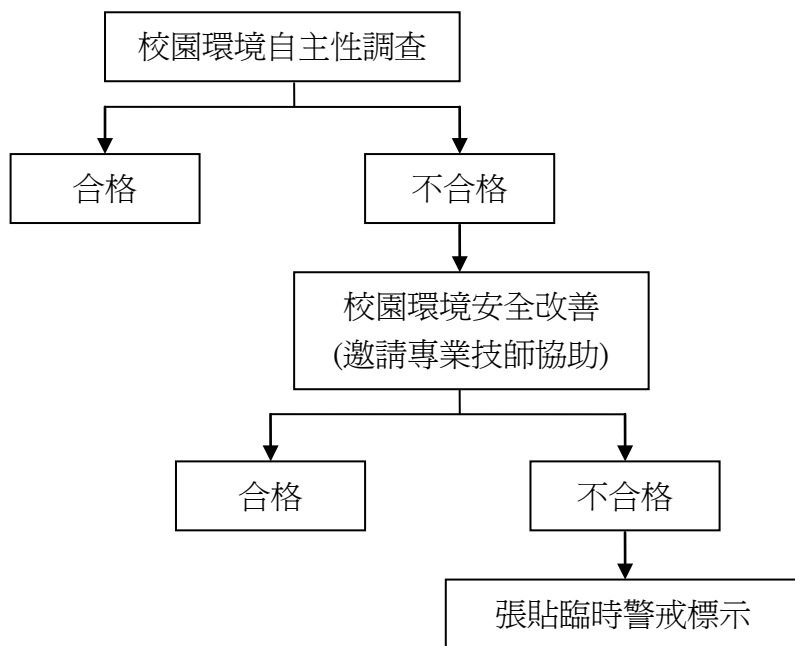 校園環境自主性調查
合格
不合格
校園環境安全改善
(邀請專業技師協助)
合格
不合格
張貼臨時警戒標示